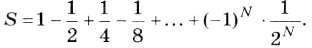 S = 1 − 1/2 + 1/4 − 1/8 + ... + (−1)^N · 1/2^N.